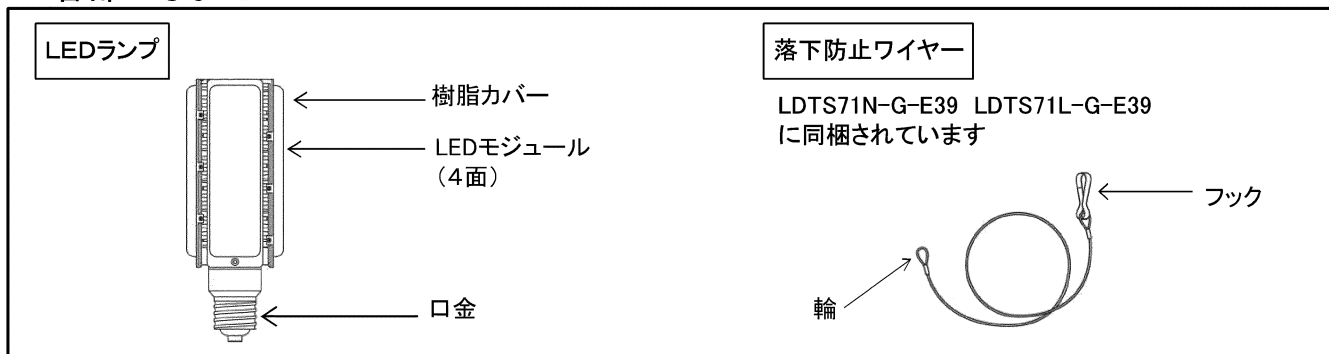 LEDランプ
樹脂カバー
LEDモジュール
（4面）
口金
落下防止ワイヤー
LDTS71N-G-E39 LDTS71L-G-E39
に同梱されています
フック
輪